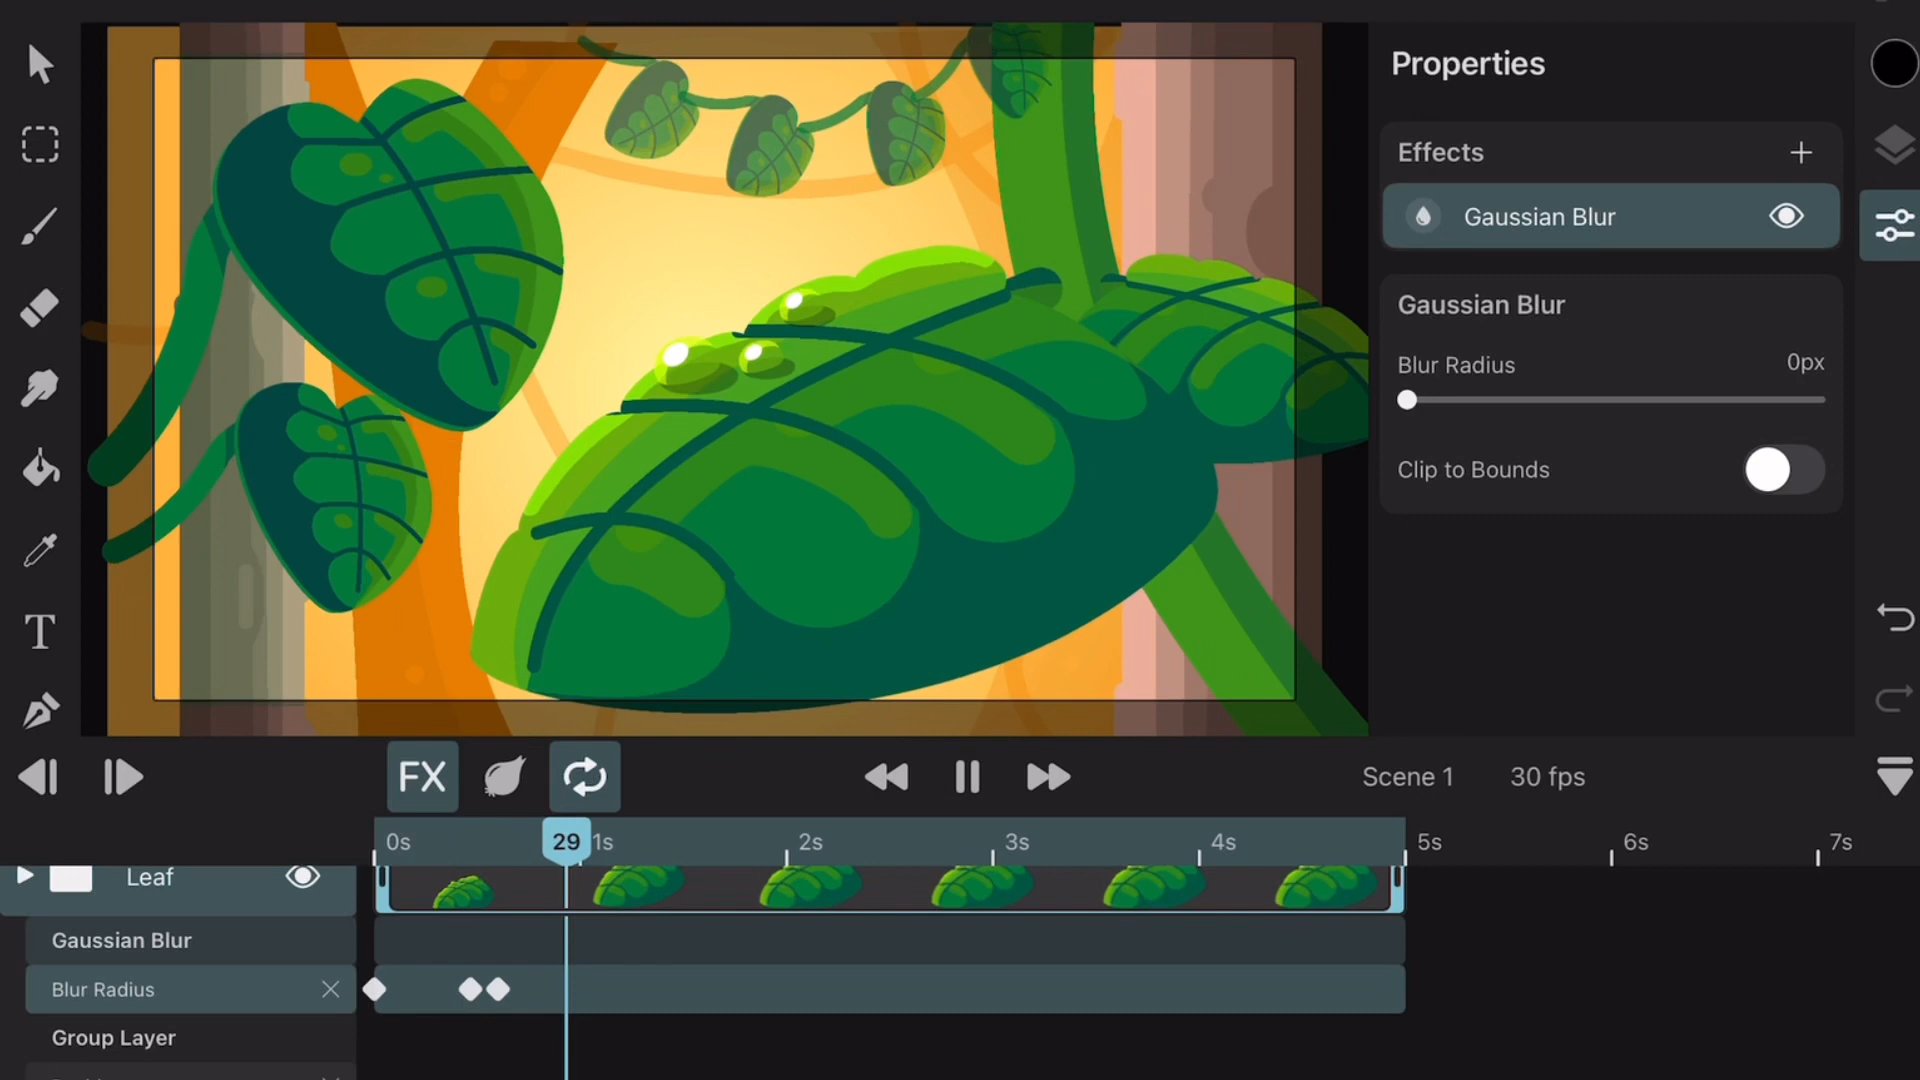 Properties
Effects
Gaussian Blur
Gaussian Blur
Blur Radius 0px
Clip to Bounds
T
FX
Scene 1 30 fps
0s 29 1s 2s 3s 4s 5s 6s 7s
Leaf
Gaussian Blur
Blur Radius
Group Layer